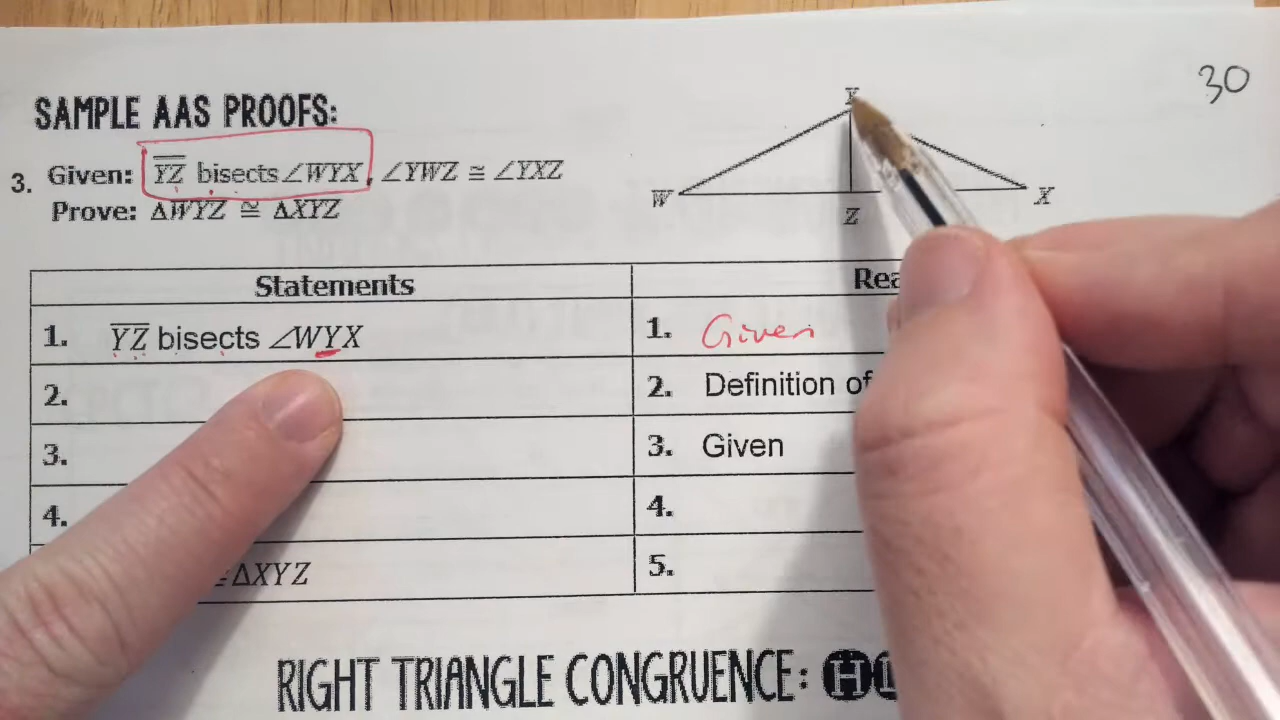 30
SAMPLE AAS PROOFS:
3. Given: YZ bisects ∠WYX, ∠YWZ ≅ ∠YXZ
Prove: ΔWYZ ≅ ΔXYZ
W
Z
X
Statements
1. YZ bisects ∠WYX
1. Given
2.
2. Definition of
3.
3. Given
4.
4.
≅ ΔXYZ
5.
RIGHT TRIANGLE CONGRUENCE: